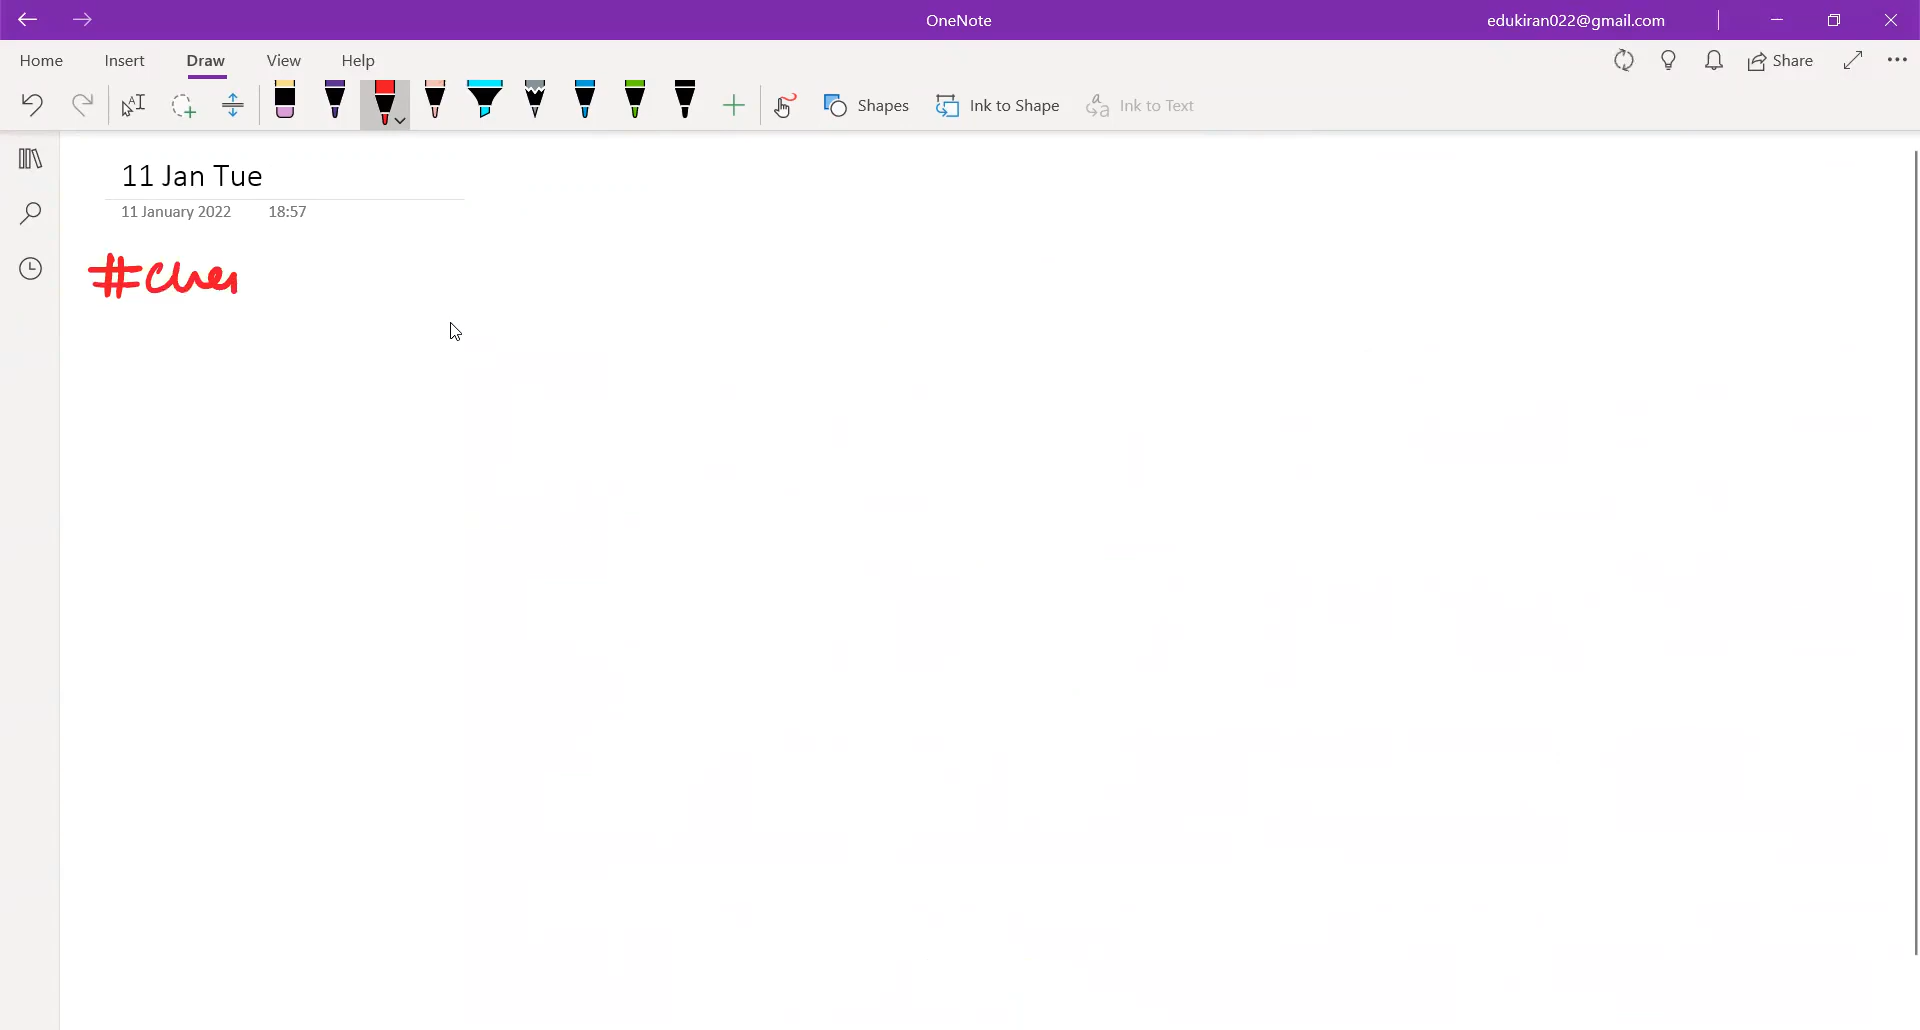 OneNote
edukiran022@gmail.com
Home Insert Draw View Help
Share
Shapes Ink to Shape Ink to Text
11 Jan Tue
11 January 2022 18:57